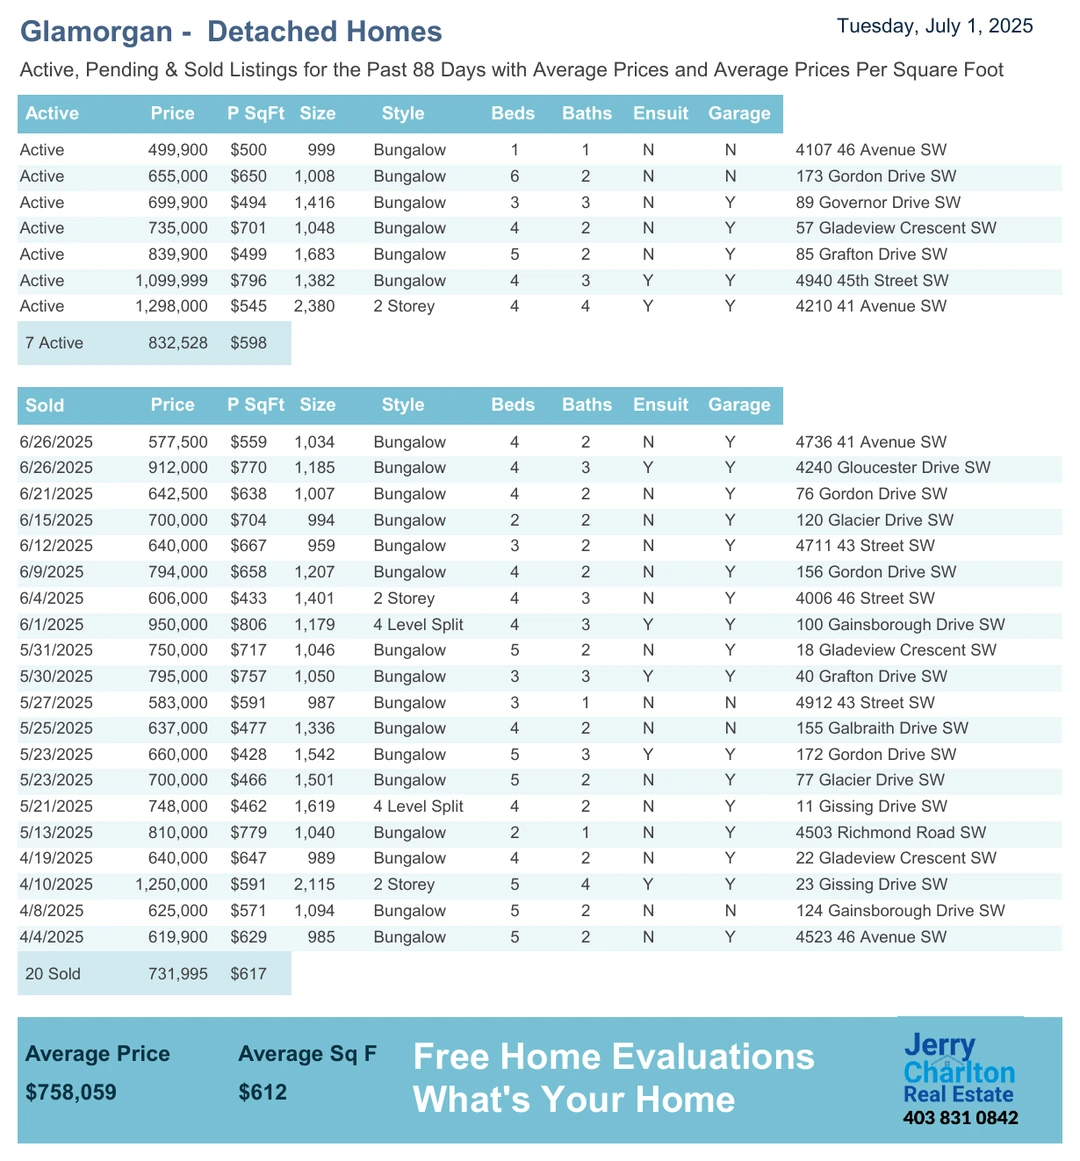 Glamorgan - Detached Homes
Tuesday, July 1, 2025
Active, Pending & Sold Listings for the Past 88 Days with Average Prices and Average Prices Per Square Foot
Active Price P SqFt Size Style Beds Baths Ensuit Garage
Active 499,900 $500 999 Bungalow 1 1 N N 4107 46 Avenue SW
Active 655,000 $650 1,008 Bungalow 6 2 N N 173 Gordon Drive SW
Active 699,900 $494 1,416 Bungalow 3 3 N Y 89 Governor Drive SW
Active 735,000 $701 1,048 Bungalow 4 2 N Y 57 Gladeview Crescent SW
Active 839,900 $499 1,683 Bungalow 5 2 N Y 85 Grafton Drive SW
Active 1,099,999 $796 1,382 Bungalow 4 3 Y Y 4940 45th Street SW
Active 1,298,000 $545 2,380 2 Storey 4 4 Y Y 4210 41 Avenue SW
7 Active 832,528 $598
Sold Price P SqFt Size Style Beds Baths Ensuit Garage
6/26/2025 577,500 $559 1,034 Bungalow 4 2 N Y 4736 41 Avenue SW
6/26/2025 912,000 $770 1,185 Bungalow 4 3 Y Y 4240 Gloucester Drive SW
6/21/2025 642,500 $638 1,007 Bungalow 4 2 N Y 76 Gordon Drive SW
6/15/2025 700,000 $704 994 Bungalow 2 2 N Y 120 Glacier Drive SW
6/12/2025 640,000 $667 959 Bungalow 3 2 N Y 4711 43 Street SW
6/9/2025 794,000 $658 1,207 Bungalow 4 2 N Y 156 Gordon Drive SW
6/4/2025 606,000 $433 1,401 2 Storey 4 3 N Y 4006 46 Street SW
6/1/2025 950,000 $806 1,179 4 Level Split 4 3 Y Y 100 Gainsborough Drive SW
5/31/2025 750,000 $717 1,046 Bungalow 5 2 N Y 18 Gladeview Crescent SW
5/30/2025 795,000 $757 1,050 Bungalow 3 3 Y Y 40 Grafton Drive SW
5/27/2025 583,000 $591 987 Bungalow 3 1 N N 4912 43 Street SW
5/25/2025 637,000 $477 1,336 Bungalow 4 2 N N 155 Galbraith Drive SW
5/23/2025 660,000 $428 1,542 Bungalow 5 3 Y Y 172 Gordon Drive SW
5/23/2025 700,000 $466 1,501 Bungalow 5 2 N Y 77 Glacier Drive SW
5/21/2025 748,000 $462 1,619 4 Level Split 4 2 N Y 11 Gissing Drive SW
5/13/2025 810,000 $779 1,040 Bungalow 2 1 N Y 4503 Richmond Road SW
4/19/2025 640,000 $647 989 Bungalow 4 2 N Y 22 Gladeview Crescent SW
4/10/2025 1,250,000 $591 2,115 2 Storey 5 4 Y Y 23 Gissing Drive SW
4/8/2025 625,000 $571 1,094 Bungalow 5 2 N N 124 Gainsborough Drive SW
4/4/2025 619,900 $629 985 Bungalow 5 2 N Y 4523 46 Avenue SW
20 Sold 731,995 $617
Average Price Average Sq F
$758,059 $612
Free Home Evaluations
What's Your Home
Jerry
Charlton
Real Estate
403 831 0842